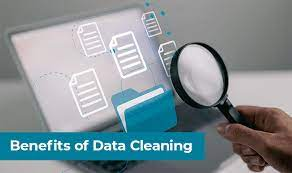 Benefits of Data Cleaning